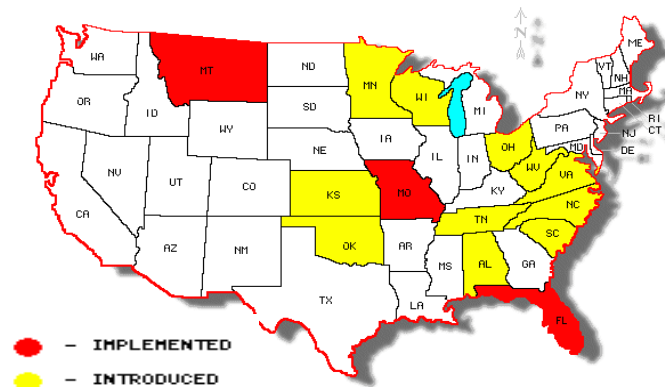 N
N
ME
WA
MT
ND
MN
VT
NH
OR
ID
SD
WI
MI
NY
MA
RI
CT
WY
IA
PA
NJ
NE
OH
MD
DE
NV
UT
CO
IL
IN
WV
VA
CA
KS
MO
KY
AZ
NM
OK
AR
TN
NC
SC
TX
MS
AL
GA
LA
FL
- IMPLEMENTED
- INTRODUCED